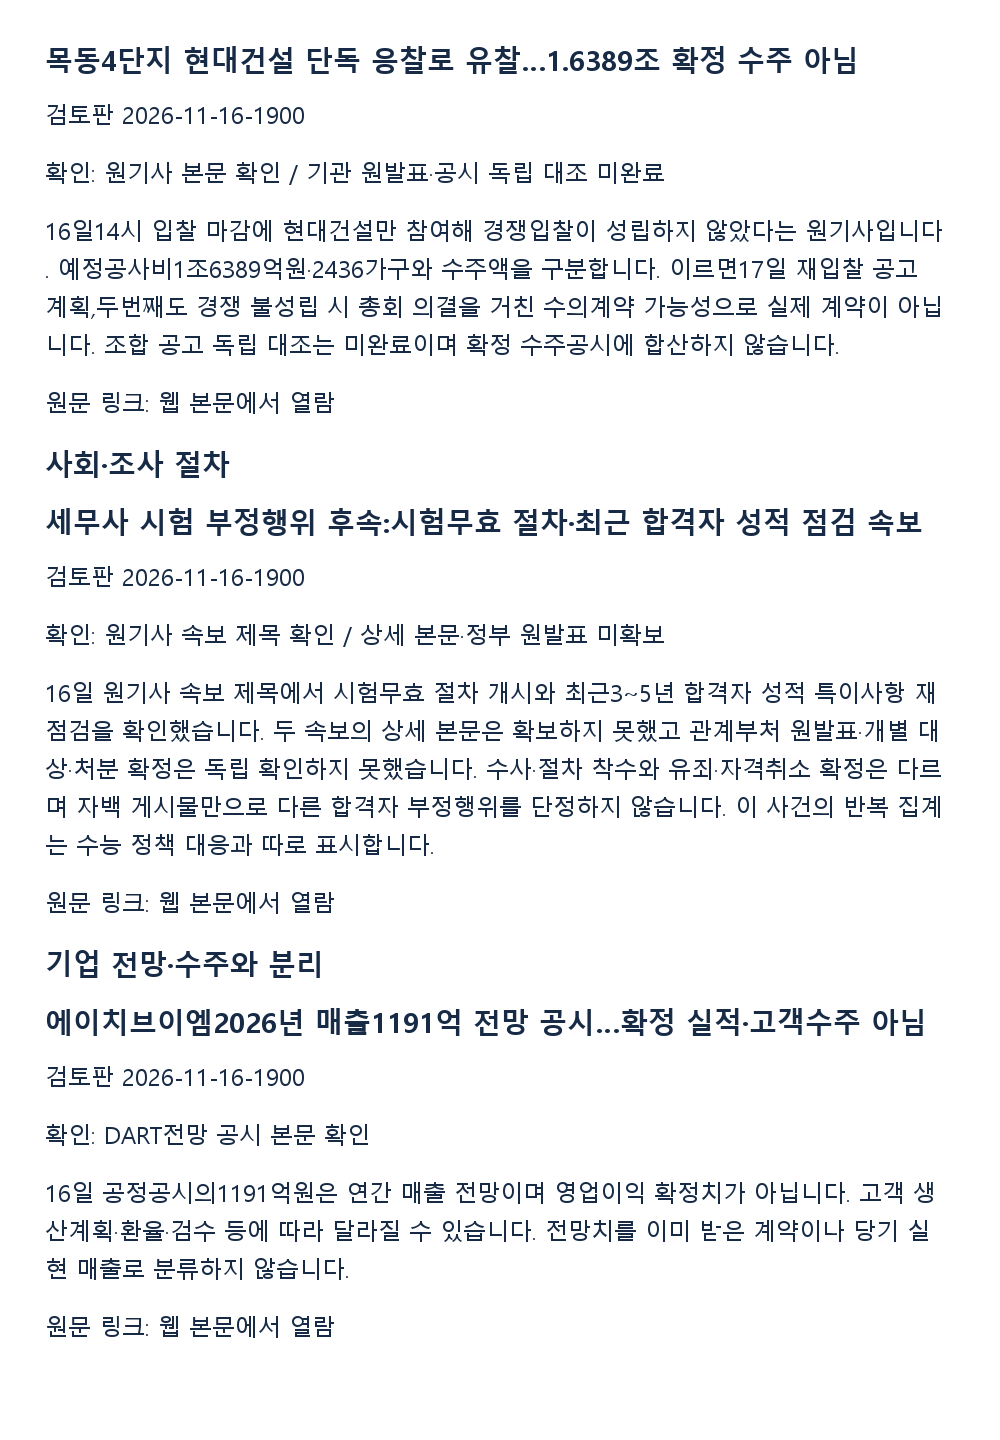 목동4단지 현대건설 단독 응찰로 유찰…1.6389조 확정 수주 아님
검토판 2026-11-16-1900
확인: 원기사 본문 확인 / 기관 원발표·공시 독립 대조 미완료
16일14시 입찰 마감에 현대건설만 참여해 경쟁입찰이 성립하지 않았다는 원기사입니다
. 예정공사비1조6389억원·2436가구와 수주액을 구분합니다. 이르면17일 재입찰 공고
계획,두번째도 경쟁 불성립 시 총회 의결을 거친 수의계약 가능성으로 실제 계약이 아닙
니다. 조합 공고 독립 대조는 미완료이며 확정 수주공시에 합산하지 않습니다.
원문 링크: 웹 본문에서 열람
사회·조사 절차
세무사 시험 부정행위 후속:시험무효 절차·최근 합격자 성적 점검 속보
검토판 2026-11-16-1900
확인: 원기사 속보 제목 확인 / 상세 본문·정부 원발표 미확보
16일 원기사 속보 제목에서 시험무효 절차 개시와 최근3~5년 합격자 성적 특이사항 재
점검을 확인했습니다. 두 속보의 상세 본문은 확보하지 못했고 관계부처 원발표·개별 대
상·처분 확정은 독립 확인하지 못했습니다. 수사·절차 착수와 유죄·자격취소 확정은 다르
며 자백 게시물만으로 다른 합격자 부정행위를 단정하지 않습니다. 이 사건의 반복 집계
는 수능 정책 대응과 따로 표시합니다.
원문 링크: 웹 본문에서 열람
기업 전망·수주와 분리
에이치브이엠2026년 매출1191억 전망 공시…확정 실적·고객수주 아님
검토판 2026-11-16-1900
확인: DART전망 공시 본문 확인
16일 공정공시의1191억원은 연간 매출 전망이며 영업이익 확정치가 아닙니다. 고객 생
산계획·환율·검수 등에 따라 달라질 수 있습니다. 전망치를 이미 받은 계약이나 당기 실
현 매출로 분류하지 않습니다.
원문 링크: 웹 본문에서 열람